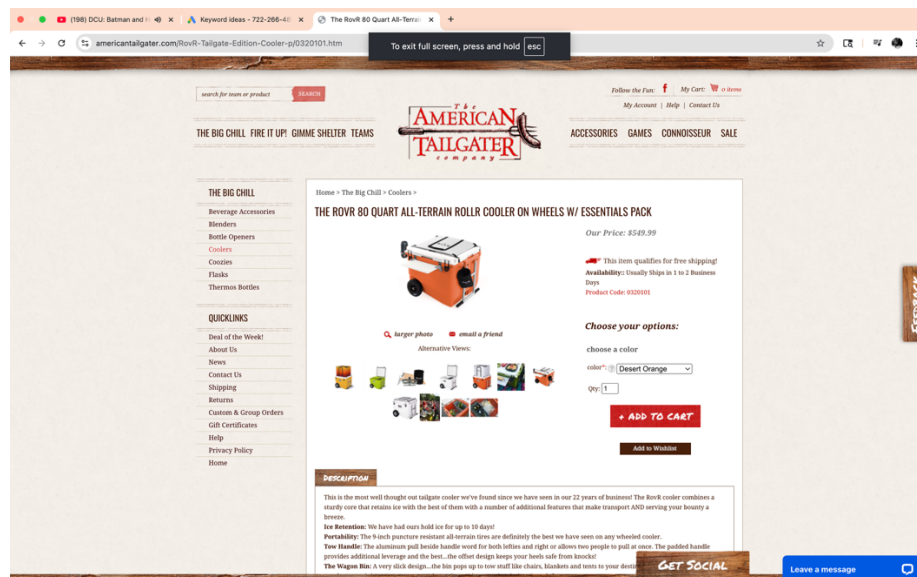 (198) DCU: Batman and H
Keyword ideas - 722-266-48
The RovR 80 Quart All-Terrain
americantailgater.com/RovR-Tailgate-Edition-Cooler-p/0320101.htm
To exit full screen, press and hold esc
search for team or product
SEARCH
Follow the Fun:
My Cart: 0 items
My Account | Help | Contact Us
The
AMERICAN
TAILGATER
company
THE BIG CHILL FIRE IT UP! GIMME SHELTER TEAMS
ACCESSORIES GAMES CONNOISSEUR SALE
THE BIG CHILL
Beverage Accessories
Blenders
Bottle Openers
Coolers
Coozies
Flasks
Thermos Bottles
QUICKLINKS
Deal of the Week!
About Us
News
Contact Us
Shipping
Returns
Custom & Group Orders
Gift Certificates
Help
Privacy Policy
Home
Home > The Big Chill > Coolers >
THE ROVR 80 QUART ALL-TERRAIN ROLLR COOLER ON WHEELS W/ ESSENTIALS PACK
Our Price: $549.99
This item qualifies for free shipping!
Availability:: Usually Ships in 1 to 2 Business
Days
Product Code: 0320101
larger photo
email a friend
Alternative Views:
Choose your options:
choose a color
color*: Desert Orange
Qty: 1
+ ADD TO CART
Add to Wishlist
FEEDBACK
DESCRIPTION
This is the most well thought out tailgate cooler we've found since we have seen in our 22 years of business! The RovR cooler combines a
sturdy core that retains ice with the best of them with a number of additional features that make transport AND serving your bounty a
breeze.
Ice Retention: We have had ours hold ice for up to 10 days!
Portability: The 9-inch puncture resistant all-terrain tires are definitely the best we have seen on any wheeled cooler.
Tow Handle: The aluminum pull beside handle word for both lefties and right or allows two people to pull at once. The padded handle
provides additional leverage and the best...the offset design keeps your heels safe from knocks!
The Wagon Bin: A very slick design...the bin pops up to tow stuff like chairs, blankets and tents to your
GET SOCIAL
Leave a message